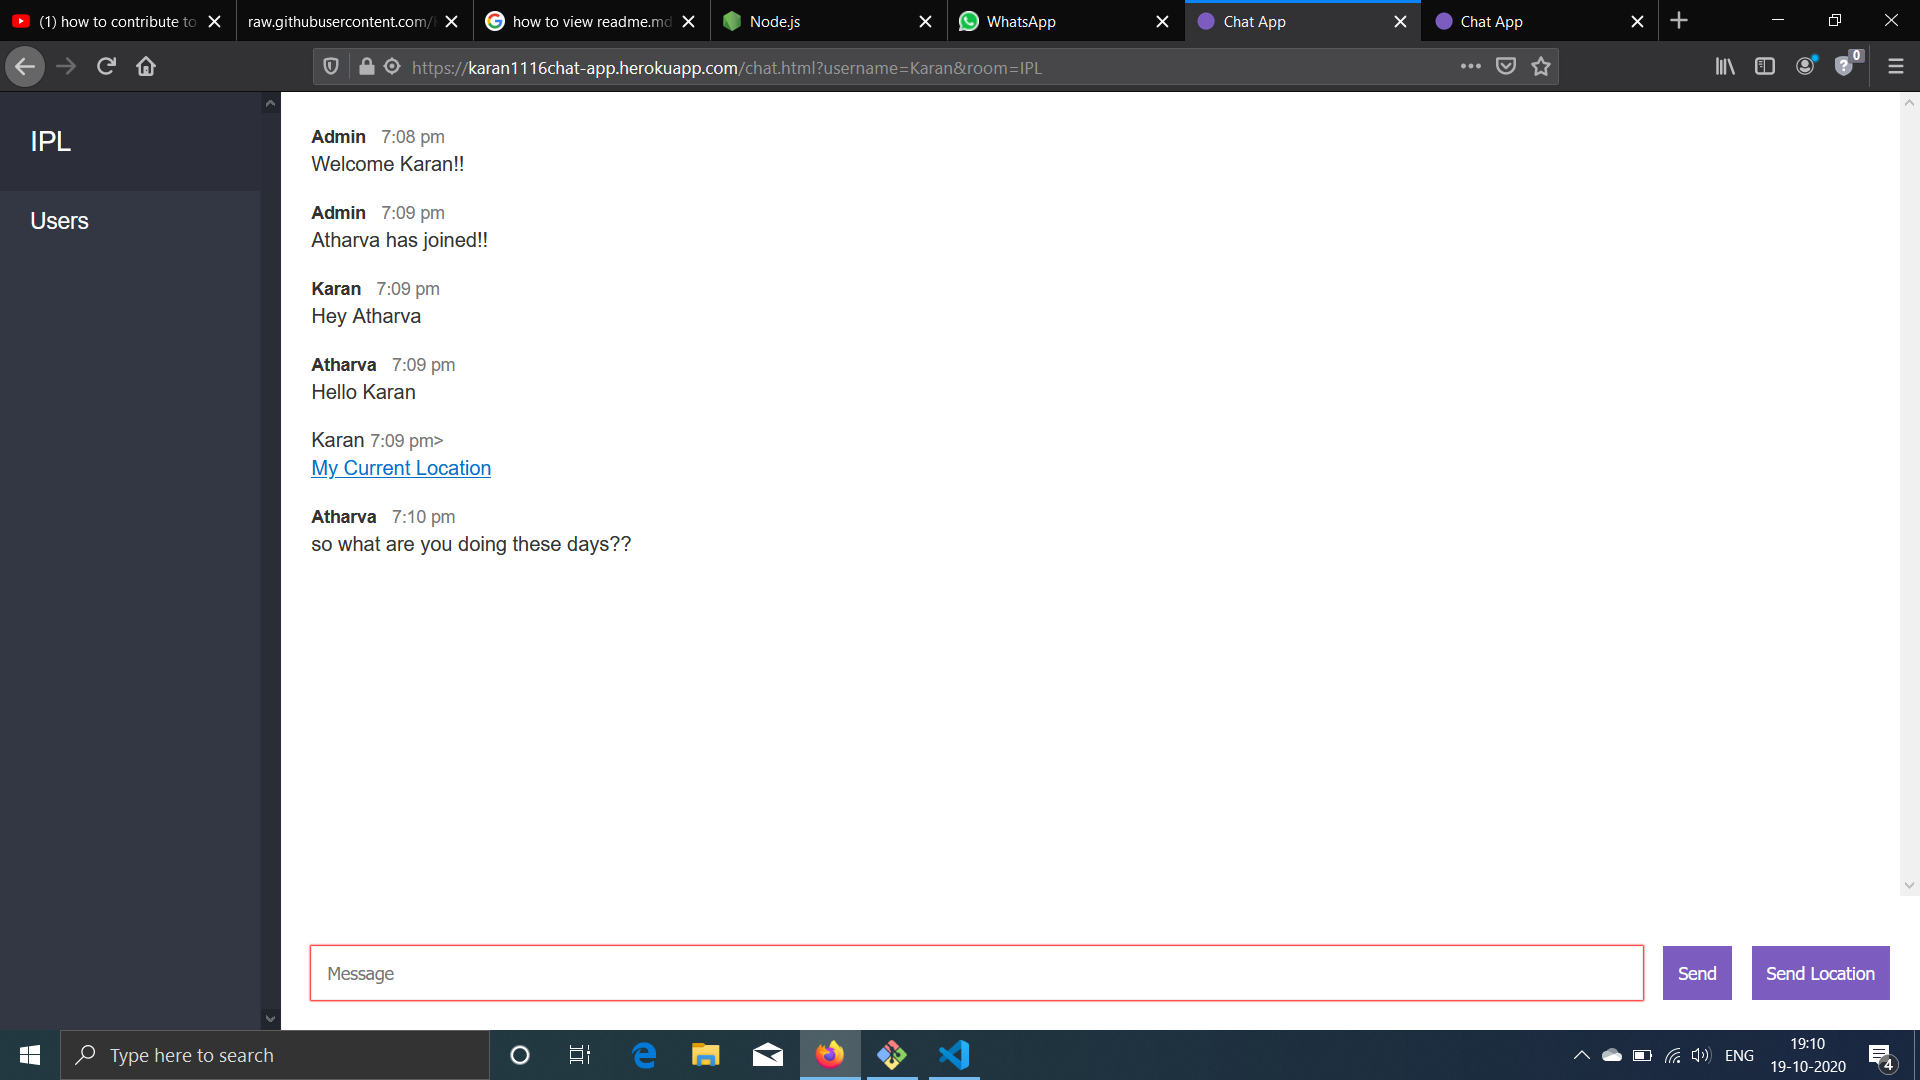 (1) how to contribute to
raw.githubusercontent.com/
how to view readme.md
Node.js
WhatsApp
Chat App
Chat App
https://karan1116chat-app.herokuapp.com/chat.html?username=Karan&room=IPL
0
IPL
Users
Admin 7:08 pm
Welcome Karan!!
Admin 7:09 pm
Atharva has joined!!
Karan 7:09 pm
Hey Atharva
Atharva 7:09 pm
Hello Karan
Karan 7:09 pm>
My Current Location
Atharva 7:10 pm
so what are you doing these days??
Message
Send
Send Location
Type here to search
ENG
19:10
19-10-2020
4